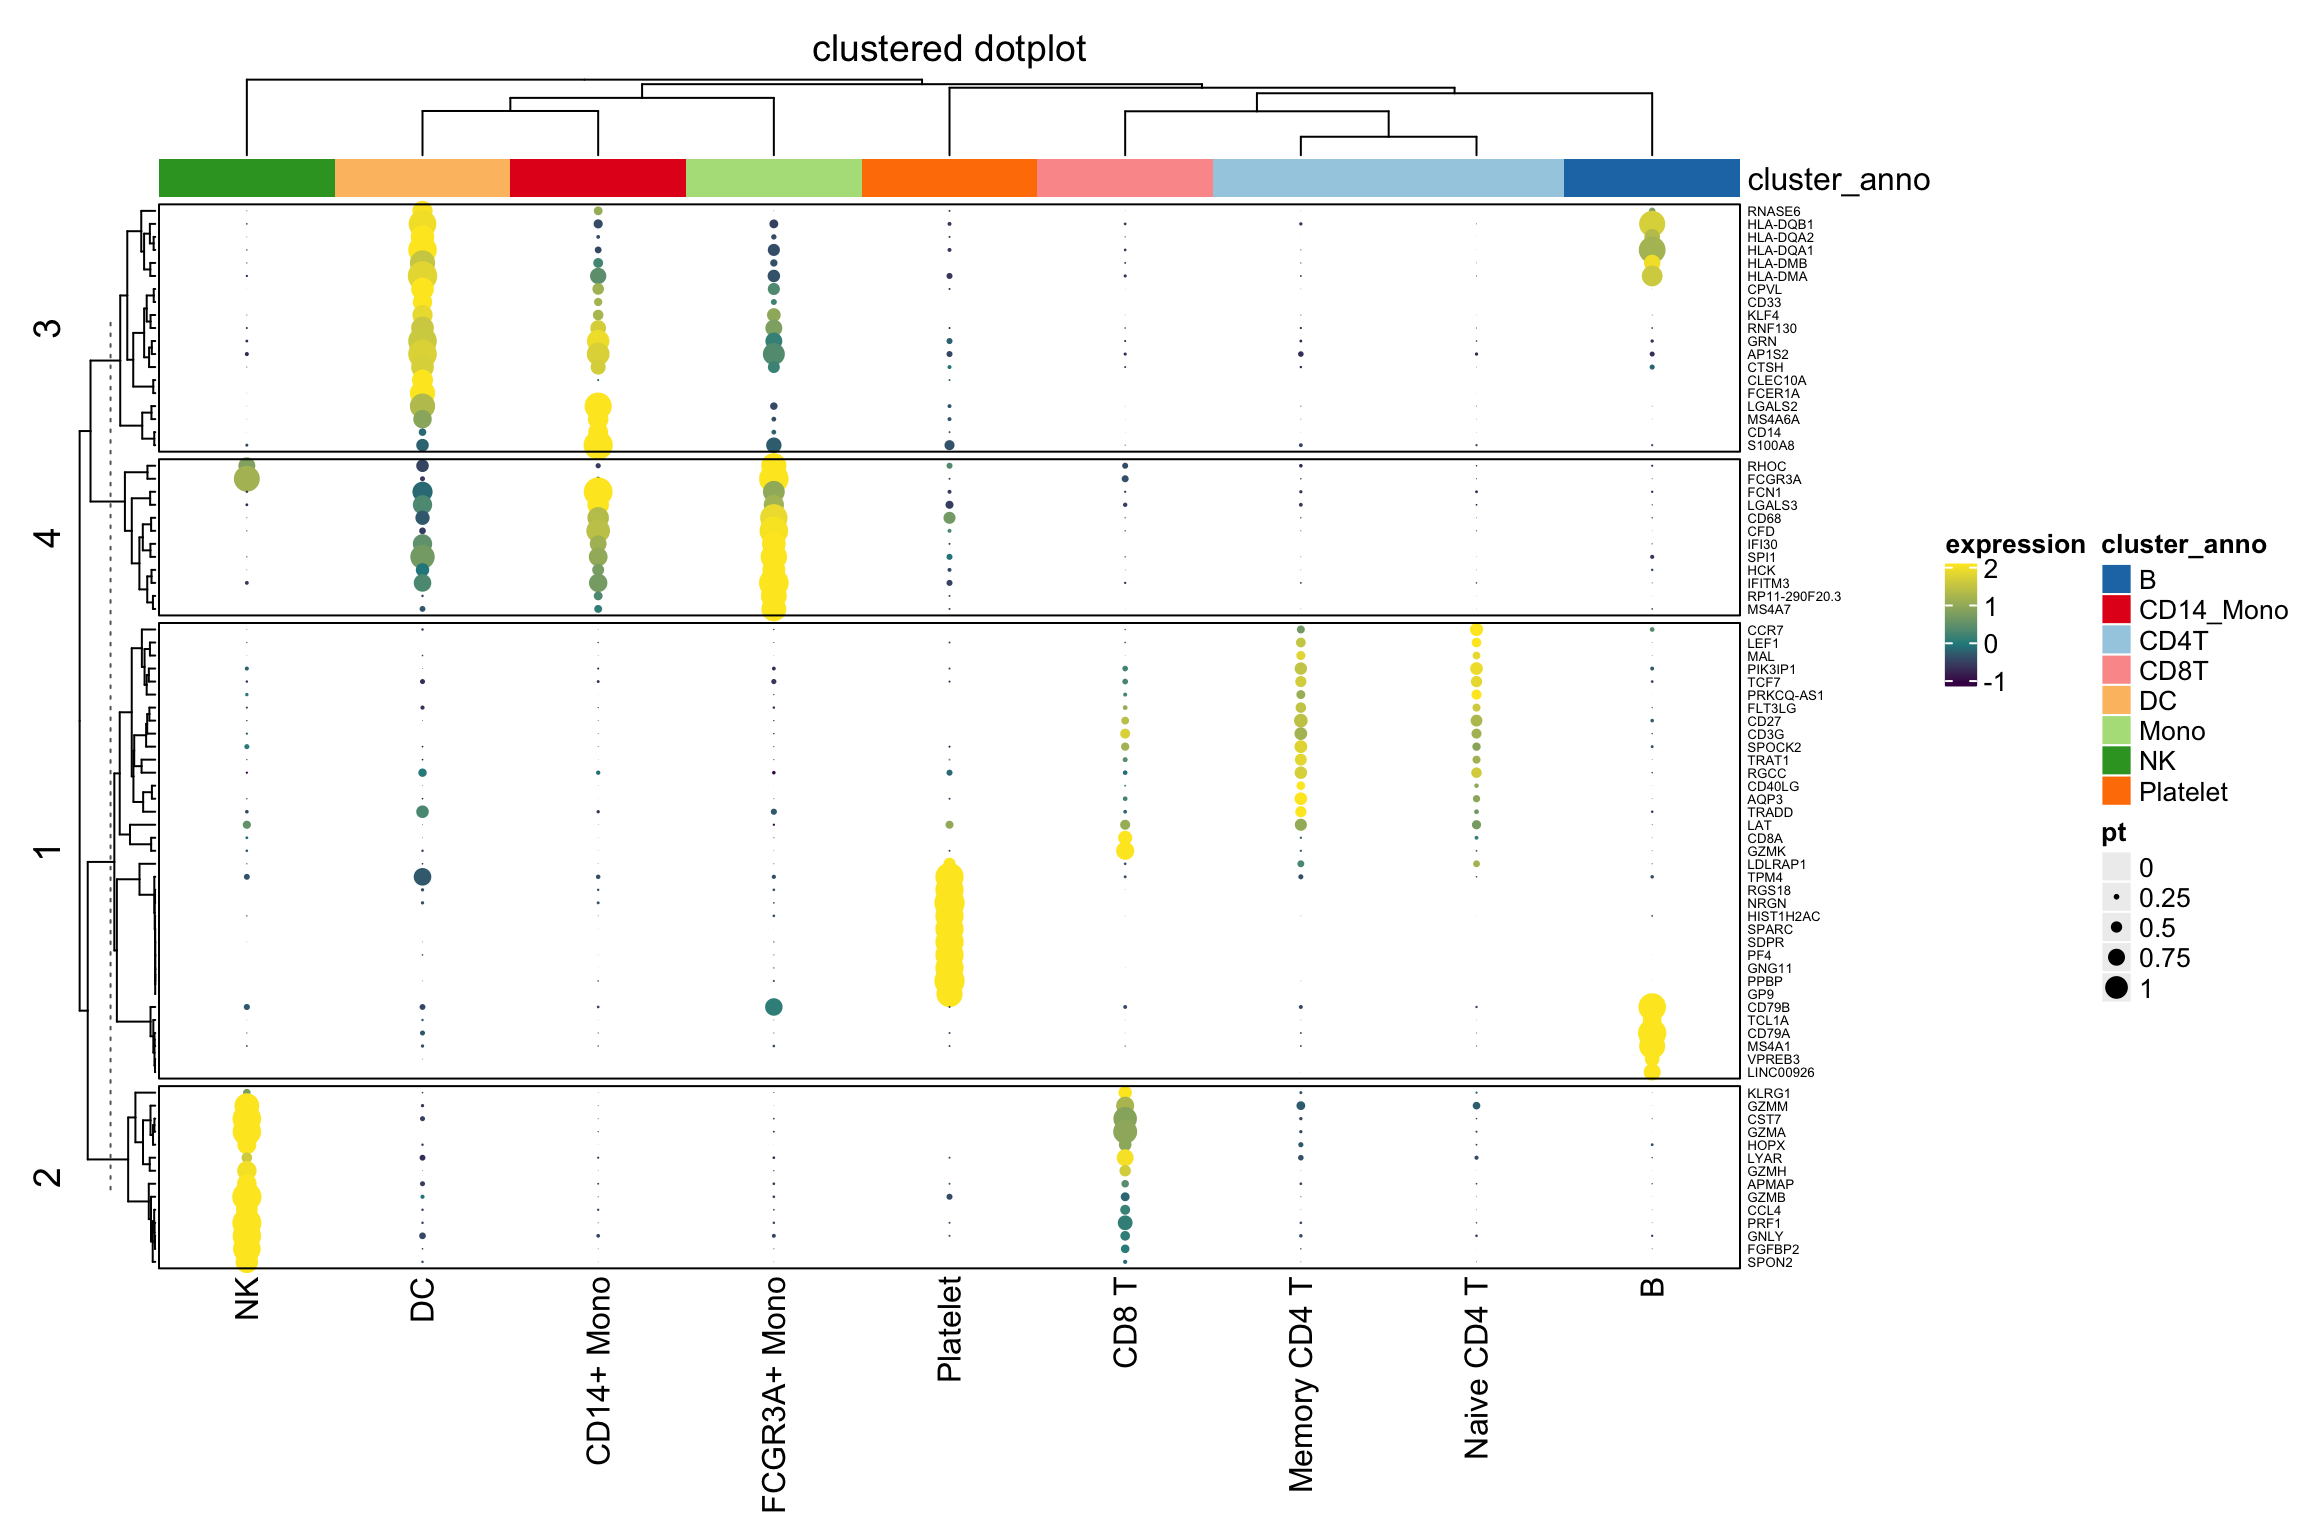 clustered dotplot
cluster_anno
3
RNASE6
HLA-DQB1
HLA-DQA2
HLA-DQA1
HLA-DMB
HLA-DMA
CPVL
CD33
KLF4
RNF130
GRN
AP1S2
CTSH
CLEC10A
FCER1A
LGALS2
MS4A6A
CD14
S100A8
4
RHOC
FCGR3A
FCN1
LGALS3
CD68
CFD
IFI30
SPI1
HCK
IFITM3
RP11-290F20.3
MS4A7
1
CCR7
LEF1
MAL
PIK3IP1
TCF7
PRKCQ-AS1
FLT3LG
CD27
CD3G
SPOCK2
TRAT1
RGCC
CD40LG
AQP3
TRADD
LAT
CD8A
GZMK
LDLRAP1
TPM4
RGS18
NRGN
HIST1H2AC
SPARC
SDPR
PF4
GNG11
PPBP
GP9
CD79B
TCL1A
CD79A
MS4A1
VPREB3
LINC00926
2
KLRG1
GZMM
CST7
GZMA
HOPX
LYAR
GZMH
APMAP
GZMB
CCL4
PRF1
GNLY
FGFBP2
SPON2
NK
DC
CD14+ Mono
FCGR3A+ Mono
Platelet
CD8 T
Memory CD4 T
Naive CD4 T
B
expression
2
1
0
-1
cluster_anno
B
CD14_Mono
CD4T
CD8T
DC
Mono
NK
Platelet
pt
0
0.25
0.5
0.75
1